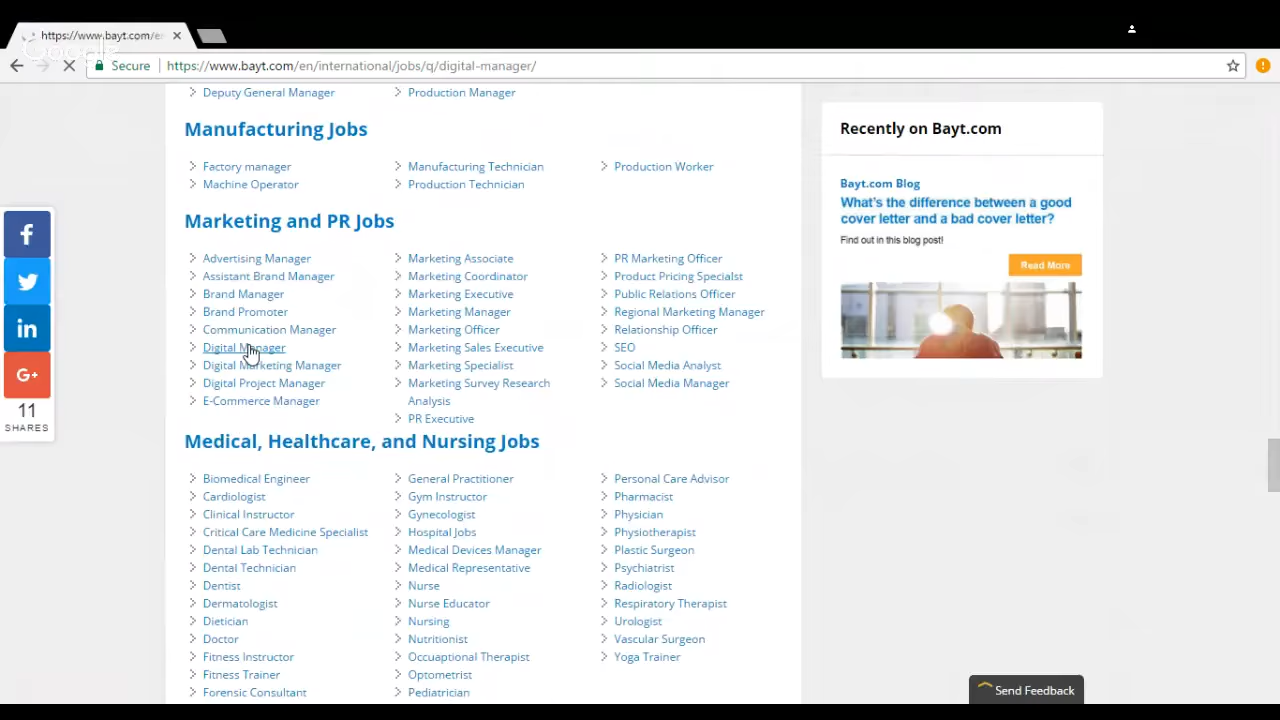 https://www.bayt.com/en
Secure
https://www.bayt.com/en/international/jobs/q/digital-manager/
Deputy General Manager
Production Manager
Manufacturing Jobs
Factory manager
Manufacturing Technician
Production Worker
Machine Operator
Production Technician
Marketing and PR Jobs
Advertising Manager
Assistant Brand Manager
Brand Manager
Brand Promoter
Communication Manager
Digital Manager
Digital Marketing Manager
Digital Project Manager
E-Commerce Manager
Marketing Associate
Marketing Coordinator
Marketing Executive
Marketing Manager
Marketing Officer
Marketing Sales Executive
Marketing Specialist
Marketing Survey Research
Analysis
PR Executive
PR Marketing Officer
Product Pricing Specialst
Public Relations Officer
Regional Marketing Manager
Relationship Officer
SEO
Social Media Analyst
Social Media Manager
Medical, Healthcare, and Nursing Jobs
Biomedical Engineer
Cardiologist
Clinical Instructor
Critical Care Medicine Specialist
Dental Lab Technician
Dental Technician
Dentist
Dermatologist
Dietician
Doctor
Fitness Instructor
Fitness Trainer
Forensic Consultant
General Practitioner
Gym Instructor
Gynecologist
Hospital Jobs
Medical Devices Manager
Medical Representative
Nurse
Nurse Educator
Nursing
Nutritionist
Occuaptional Therapist
Optometrist
Pediatrician
Personal Care Advisor
Pharmacist
Physician
Physiotherapist
Plastic Surgeon
Psychiatrist
Radiologist
Respiratory Therapist
Urologist
Vascular Surgeon
Yoga Trainer
Recently on Bayt.com
Bayt.com Blog
What's the difference between a good
cover letter and a bad cover letter?
Find out in this blog post!
Read More
f
in
G+
11
SHARES
Send Feedback